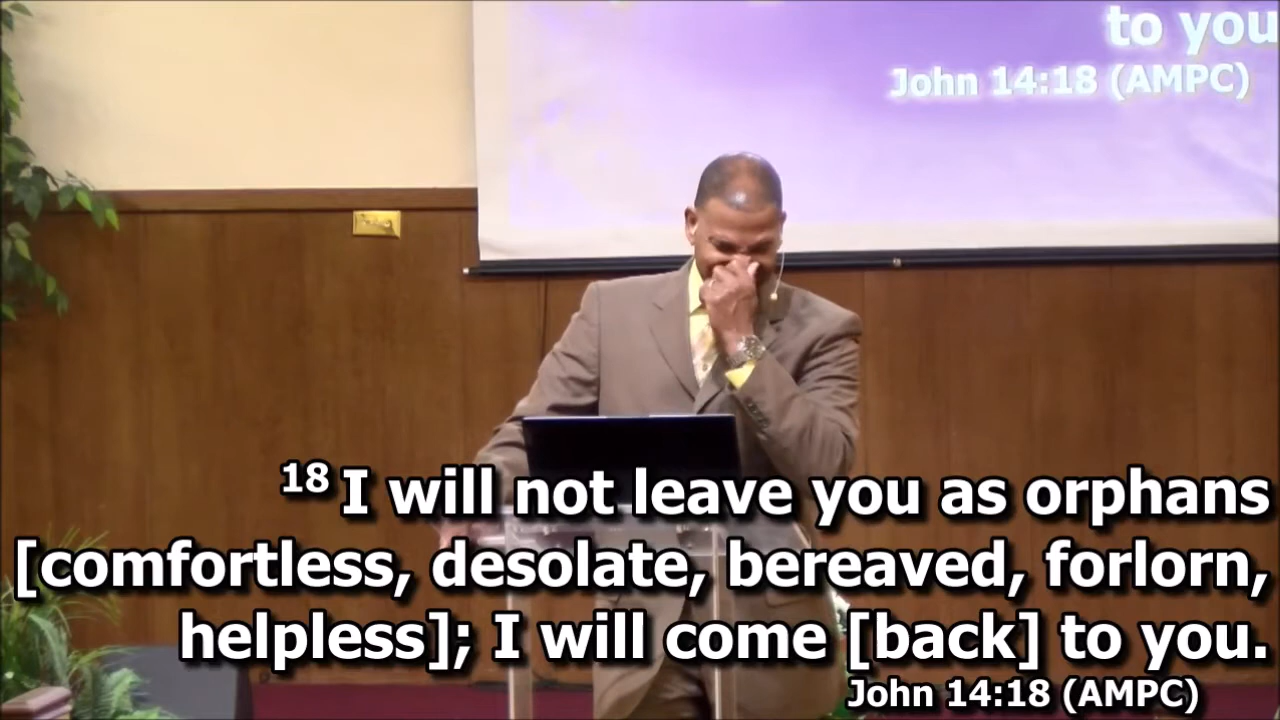 to you
John 14:18 (AMPC)
18 I will not leave you as orphans
[comfortless, desolate, bereaved, forlorn,
helpless]; I will come [back] to you.
John 14:18 (AMPC)